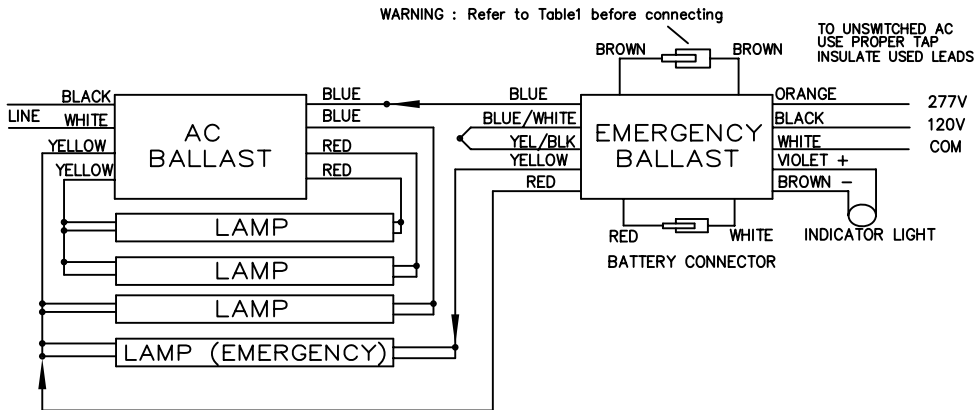 WARNING : Refer to Table1 before connecting
TO UNSWITCHED AC
USE PROPER TAP
INSULATE USED LEADS
BROWN
BROWN
BLACK
BLUE
BLUE
ORANGE
277V
LINE
WHITE
BLUE
BLUE/WHITE
BLACK
120V
AC
BALLAST
EMERGENCY
BALLAST
YELLOW
RED
YEL/BLK
WHITE
COM
YELLOW
RED
YELLOW
VIOLET +
RED
BROWN -
LAMP
RED
WHITE
INDICATOR LIGHT
BATTERY CONNECTOR
LAMP
LAMP
LAMP (EMERGENCY)